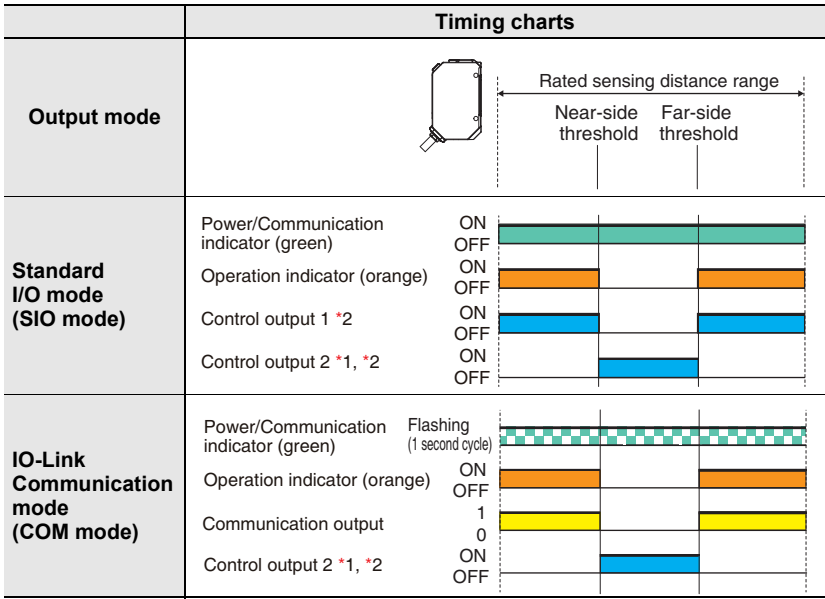 Timing charts
Output mode
Rated sensing distance range
Near-side threshold
Far-side threshold
Standard
I/O mode
(SIO mode)
Power/Communication
indicator (green)
ON
OFF
Operation indicator (orange)
ON
OFF
Control output 1 *2
ON
OFF
Control output 2 *1, *2
ON
OFF
IO-Link
Communication
mode
(COM mode)
Power/Communication
indicator (green)
Flashing
(1 second cycle)
Operation indicator (orange)
ON
OFF
Communication output
1
0
Control output 2 *1, *2
ON
OFF